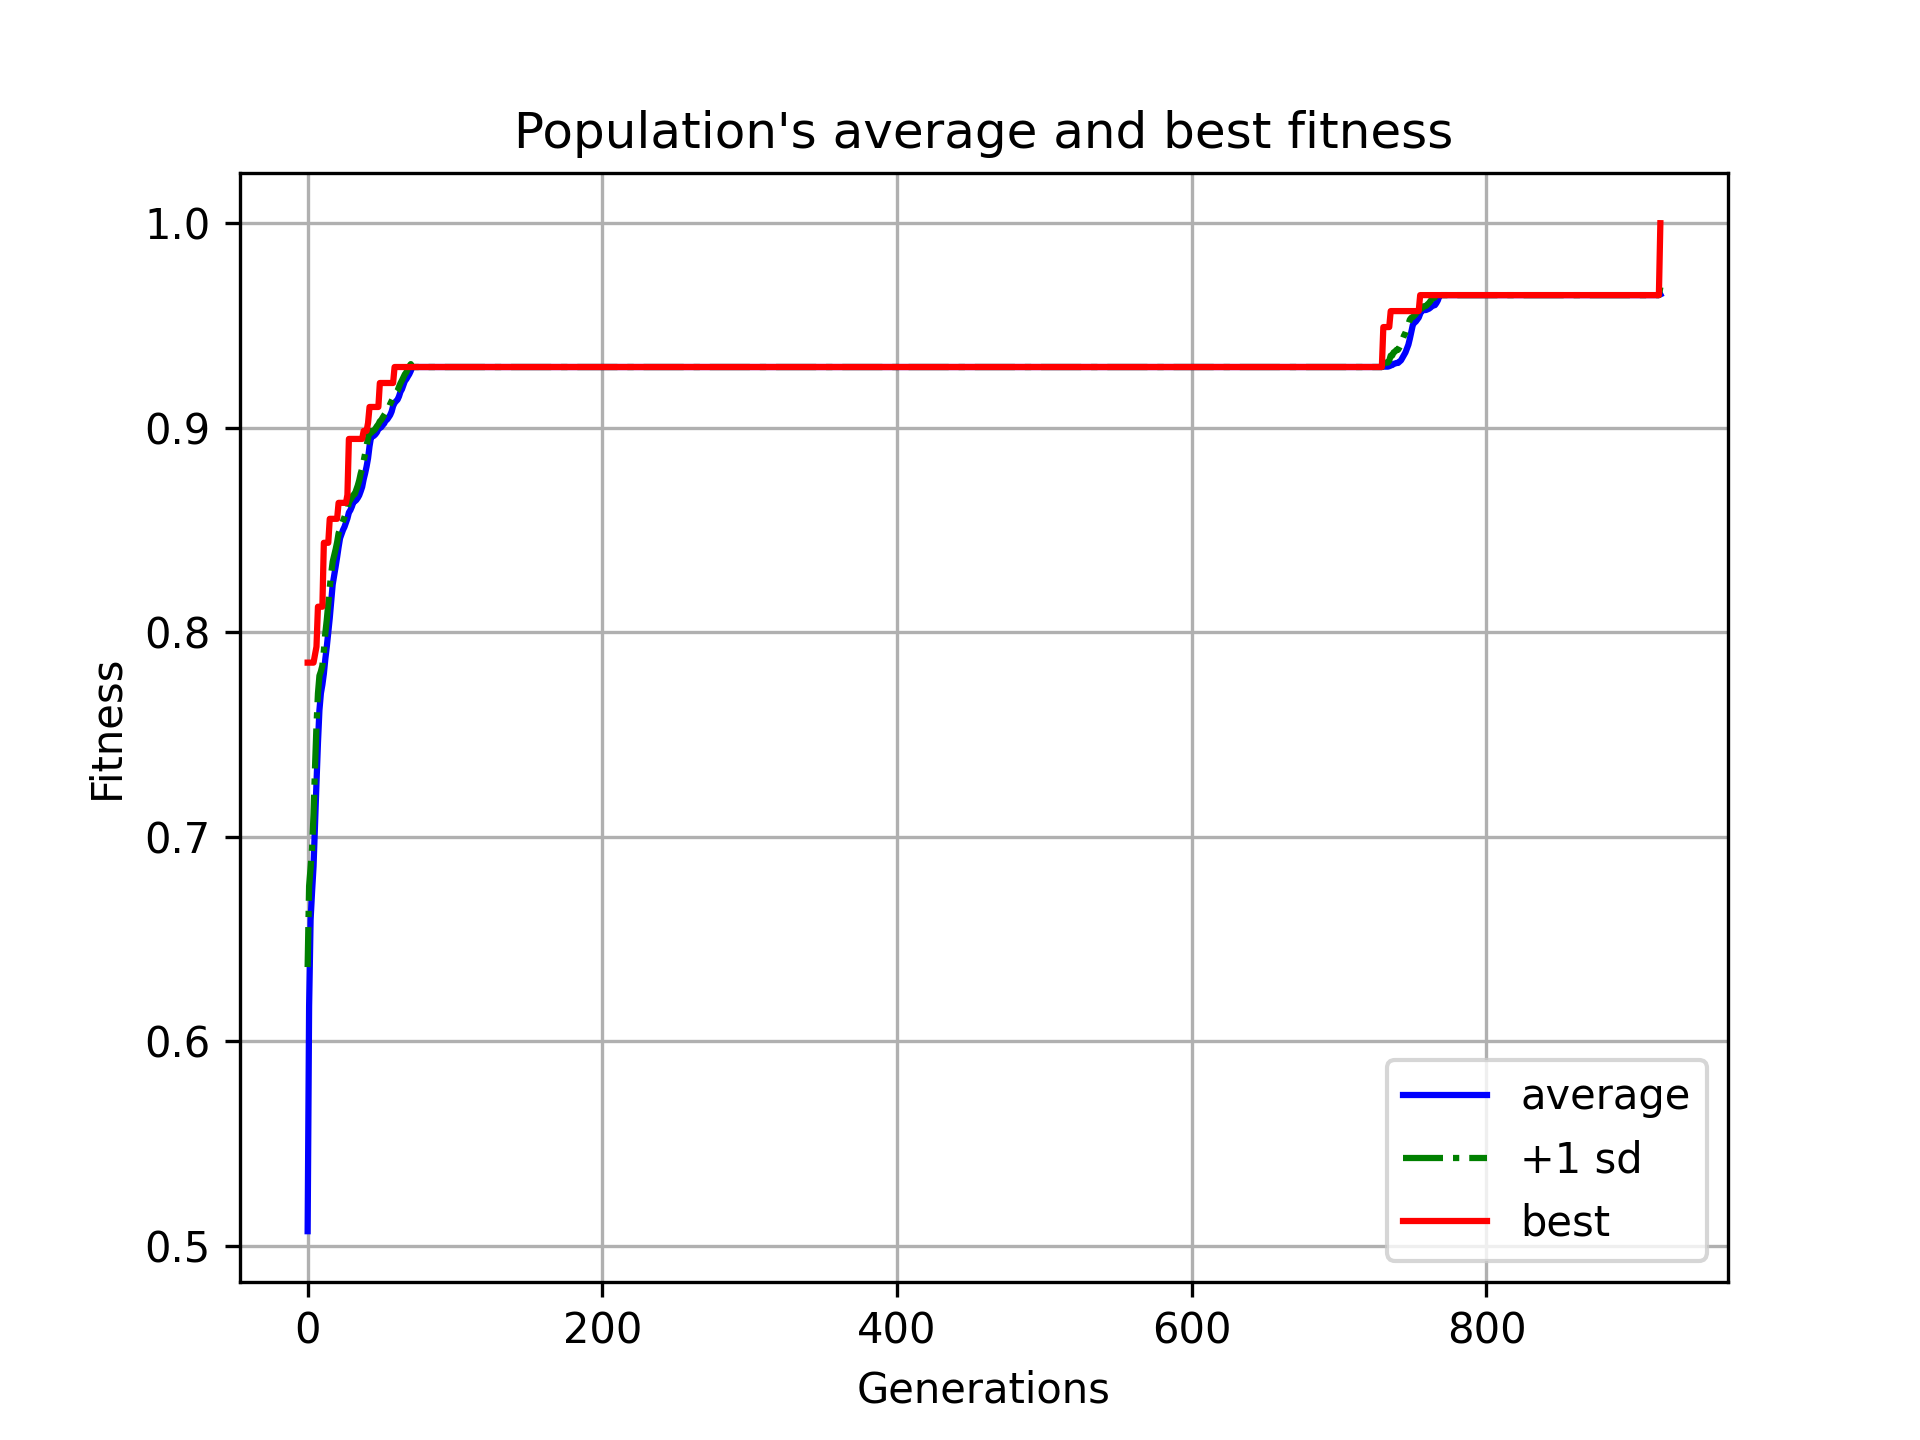 Population's average and best fitness
1.0
0.9
0.8
0.7
0.6
0.5
Fitness
0 200 400 600 800
Generations
average
+1 sd
best